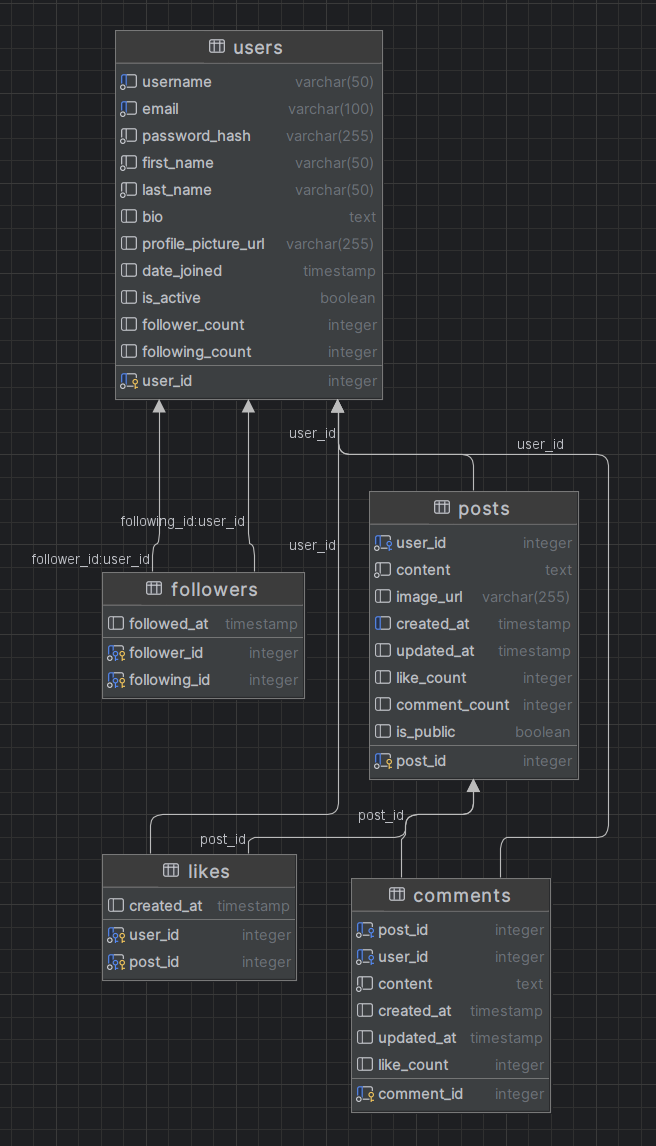 users
username varchar(50)
email varchar(100)
password_hash varchar(255)
first_name varchar(50)
last_name varchar(50)
bio text
profile_picture_url varchar(255)
date_joined timestamp
is_active boolean
follower_count integer
following_count integer
user_id integer
user_id
user_id
following_id:user_id
user_id
follower_id:user_id
followers
followed_at timestamp
follower_id integer
following_id integer
posts
user_id integer
content text
image_url varchar(255)
created_at timestamp
updated_at timestamp
like_count integer
comment_count integer
is_public boolean
post_id integer
post_id
post_id
likes
created_at timestamp
user_id integer
post_id integer
comments
post_id integer
user_id integer
content text
created_at timestamp
updated_at timestamp
like_count integer
comment_id integer